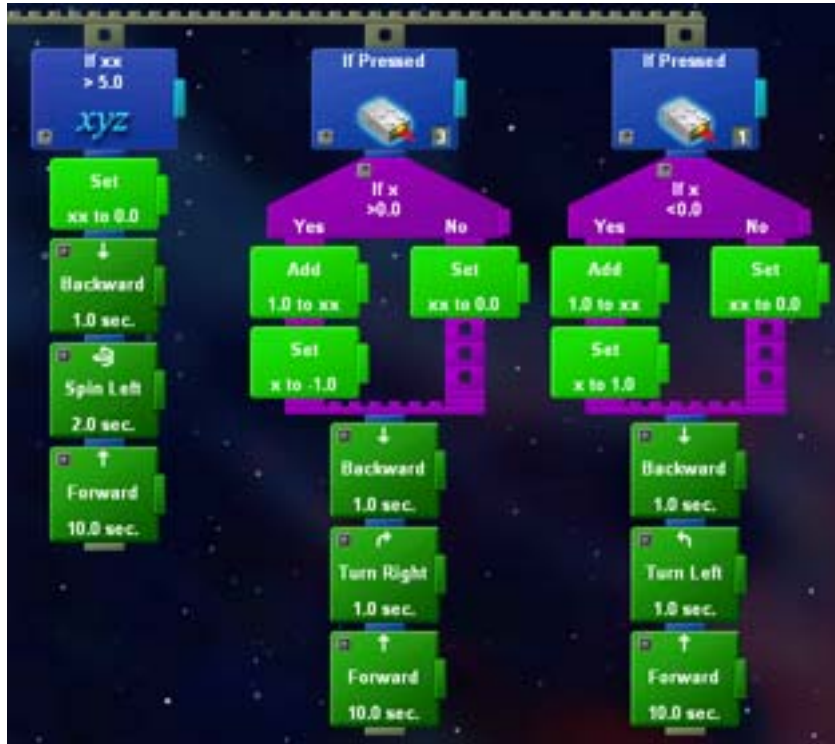 If xx
> 5.0
xyz
Set
xx to 0.0
Backward
1.0 sec.
Spin Left
2.0 sec.
Forward
10.0 sec.
If Pressed
3
If x
>0.0
Yes
No
Add
1.0 to xx
Set
xx to 0.0
Set
x to -1.0
Backward
1.0 sec.
Turn Right
1.0 sec.
Forward
10.0 sec.
If Pressed
1
If x
<0.0
Yes
No
Add
1.0 to xx
Set
xx to 0.0
Set
x to 1.0
Backward
1.0 sec.
Turn Left
1.0 sec.
Forward
10.0 sec.